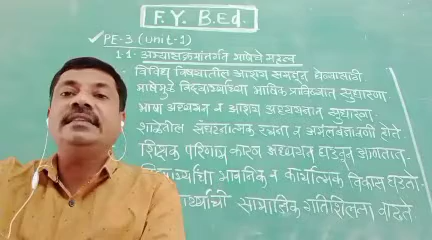 F.Y. B.Ed.
PE-3 (Unit-1)
1.1. अभ्यासक्रमांतर्गत भाषेचे महत्व
विविध विषयातील आशय समजून घेण्यासाठी
भाषेमुळे विद्यार्थ्यांच्या भाषिक प्राविण्यात सुधारणा
भाषा अध्ययन व आशय अध्ययनात सुधारणा
शाळेतील संघटनात्मक रचना व अंमलबजावणी होते
शिक्षक परिणाम कारक अध्यापन घडवून आणतात.
मानसिक व कार्यात्मक विकास घडतो.
सामाजिक गतिशिलता वाढते.